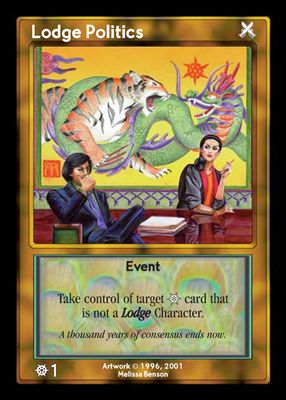 Lodge Politics
Event
Take control of target card that
is not a Lodge Character.
A thousand years of consensus ends now.
1
Artwork © 1996, 2001
Melissa Benson